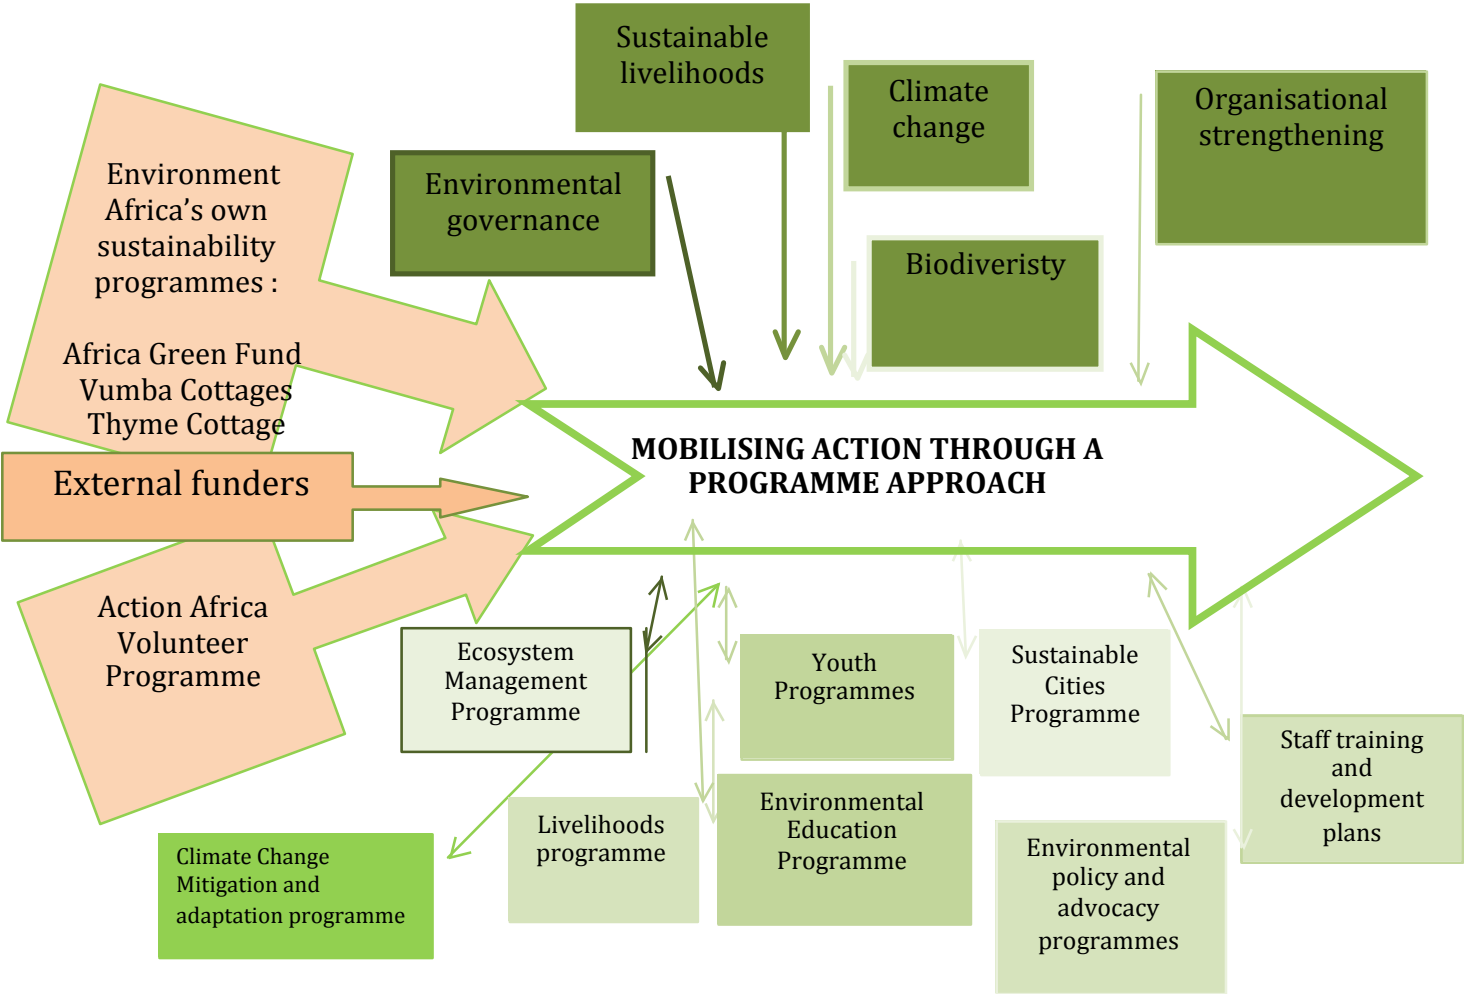 Sustainable
livelihoods
Climate
change
Organisational
strengthening
Environmental
governance
Biodiveristy
Environment
Africa’s own
sustainability
programmes :
Africa Green Fund
Vumba Cottages
Thyme Cottage
External funders
Action Africa
Volunteer
Programme
MOBILISING ACTION THROUGH A
PROGRAMME APPROACH
Ecosystem
Management
Programme
Youth
Programmes
Sustainable
Cities
Programme
Staff training
and
development
plans
Climate Change
Mitigation and
adaptation programme
Livelihoods
programme
Environmental
Education
Programme
Environmental
policy and
advocacy
programmes